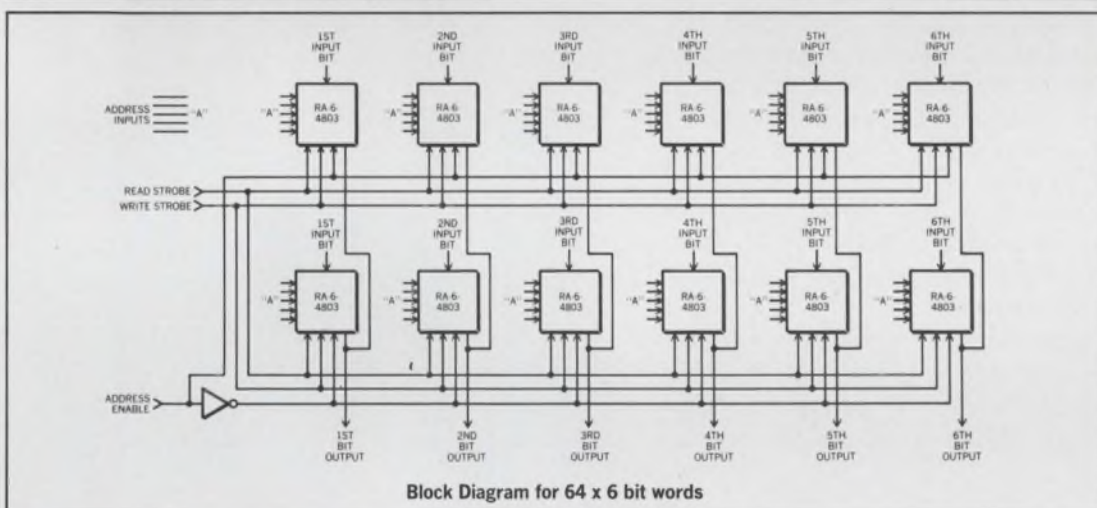 1ST
INPUT
BIT
2ND
INPUT
BIT
3RD
INPUT
BIT
4TH
INPUT
BIT
5TH
INPUT
BIT
6TH
INPUT
BIT
ADDRESS
INPUTS
"A"
"A"
RA-6-
4803
"A"
RA-6-
4803
"A"
RA-6-
4803
"A"
RA-6-
4803
"A"
RA-6-
4803
"A"
RA-6-
4803
READ STROBE
WRITE STROBE
1ST
INPUT
BIT
2ND
INPUT
BIT
3RD
INPUT
BIT
4TH
INPUT
BIT
5TH
INPUT
BIT
6TH
INPUT
BIT
"A"
RA-6-
4803
"A"
RA-6-
4803
"A"
RA-6-
4803
"A"
RA-6-
4803
"A"
RA-6-
4803
"A"
RA-6-
4803
ADDRESS
ENABLE
1ST
BIT
OUTPUT
2ND
BIT
OUTPUT
3RD
BIT
OUTPUT
4TH
BIT
OUTPUT
5TH
BIT
OUTPUT
6TH
BIT
OUTPUT
Block Diagram for 64 x 6 bit words